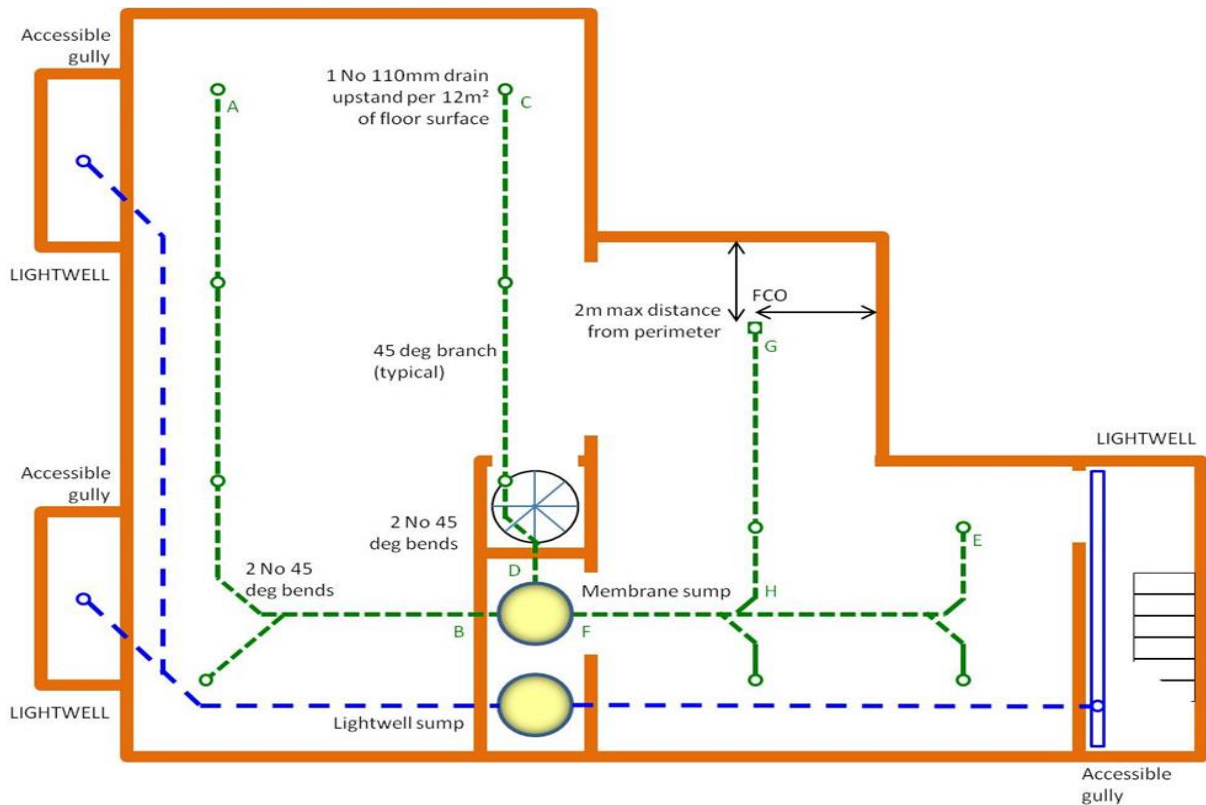 Accessible
gully
1 No 110mm drain
upstand per 12m²
of floor surface
A
C
LIGHTWELL
FCO
2m max distance
from perimeter
G
45 deg branch
(typical)
LIGHTWELL
Accessible
gully
2 No 45
deg bends
E
D
2 No 45
deg bends
Membrane sump
H
B
F
LIGHTWELL
Lightwell sump
Accessible
gully